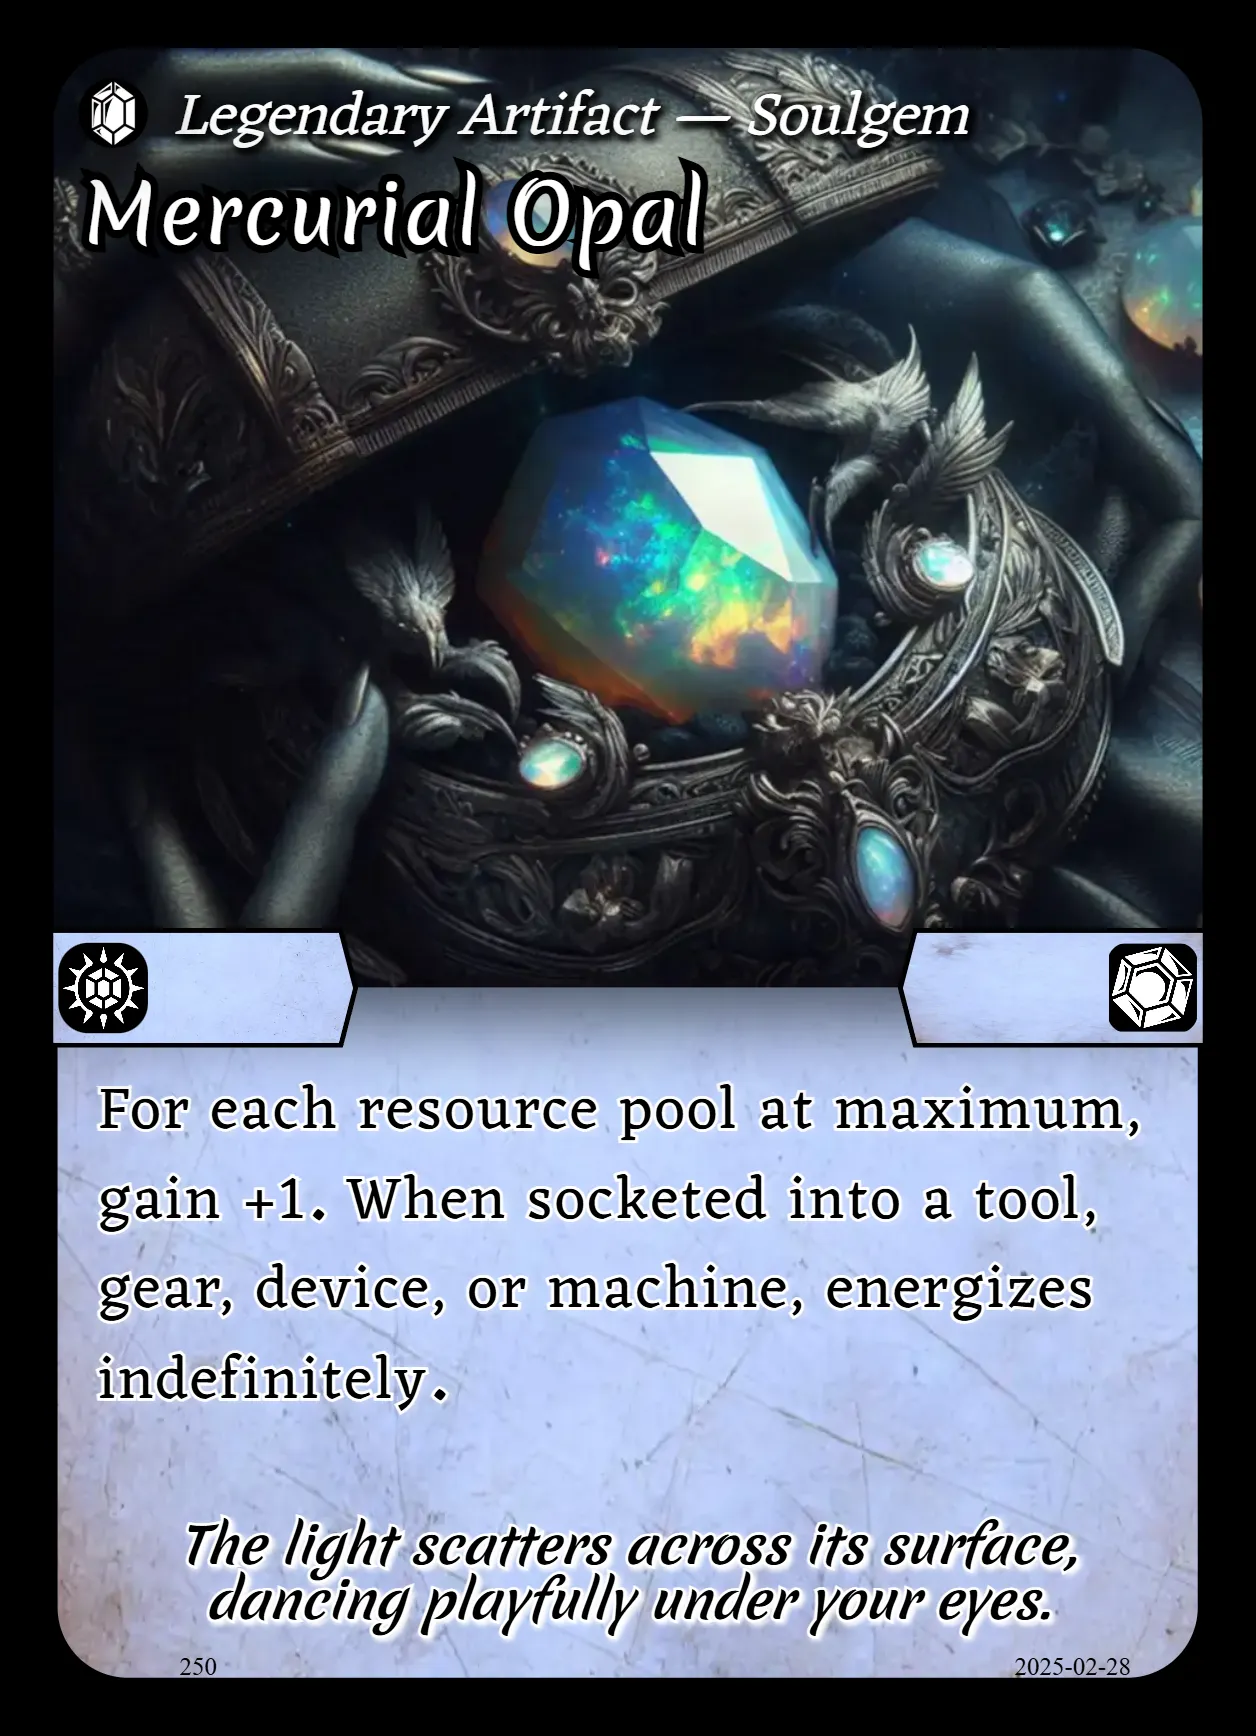 Legendary Artifact — Soulgem
Mercurial Opal
For each resource pool at maximum,
gain +1. When socketed into a tool,
gear, device, or machine, energizes
indefinitely.
The light scatters across its surface,
dancing playfully under your eyes.
250
2025-02-28